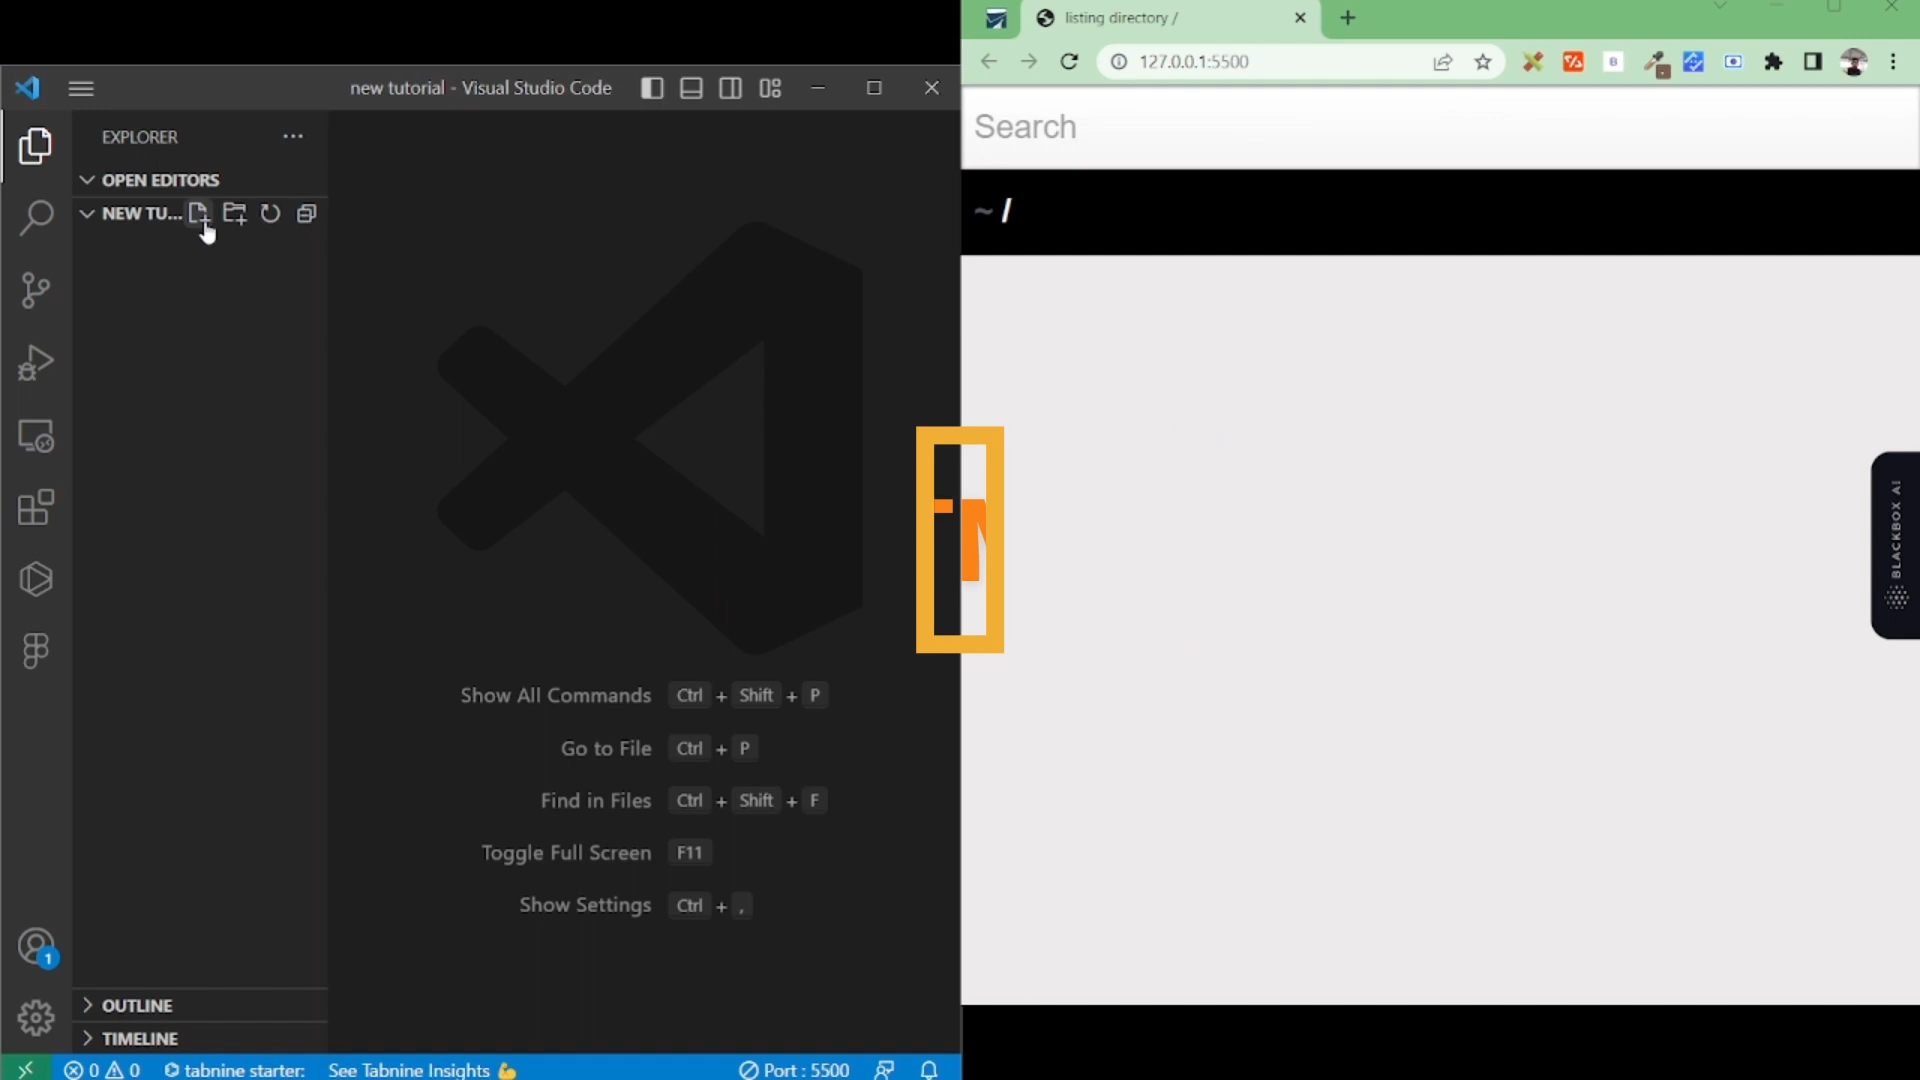 new tutorial - Visual Studio Code
EXPLORER
OPEN EDITORS
NEW TU...
Show All Commands Ctrl + Shift + P
Go to File Ctrl + P
Find in Files Ctrl + Shift + F
Toggle Full Screen F11
Show Settings Ctrl + ,
1
OUTLINE
TIMELINE
0 0 tabnine starter: See Tabnine Insights Port : 5500
listing directory /
127.0.0.1:5500
B
Search
~ /
BLACKBOX AI